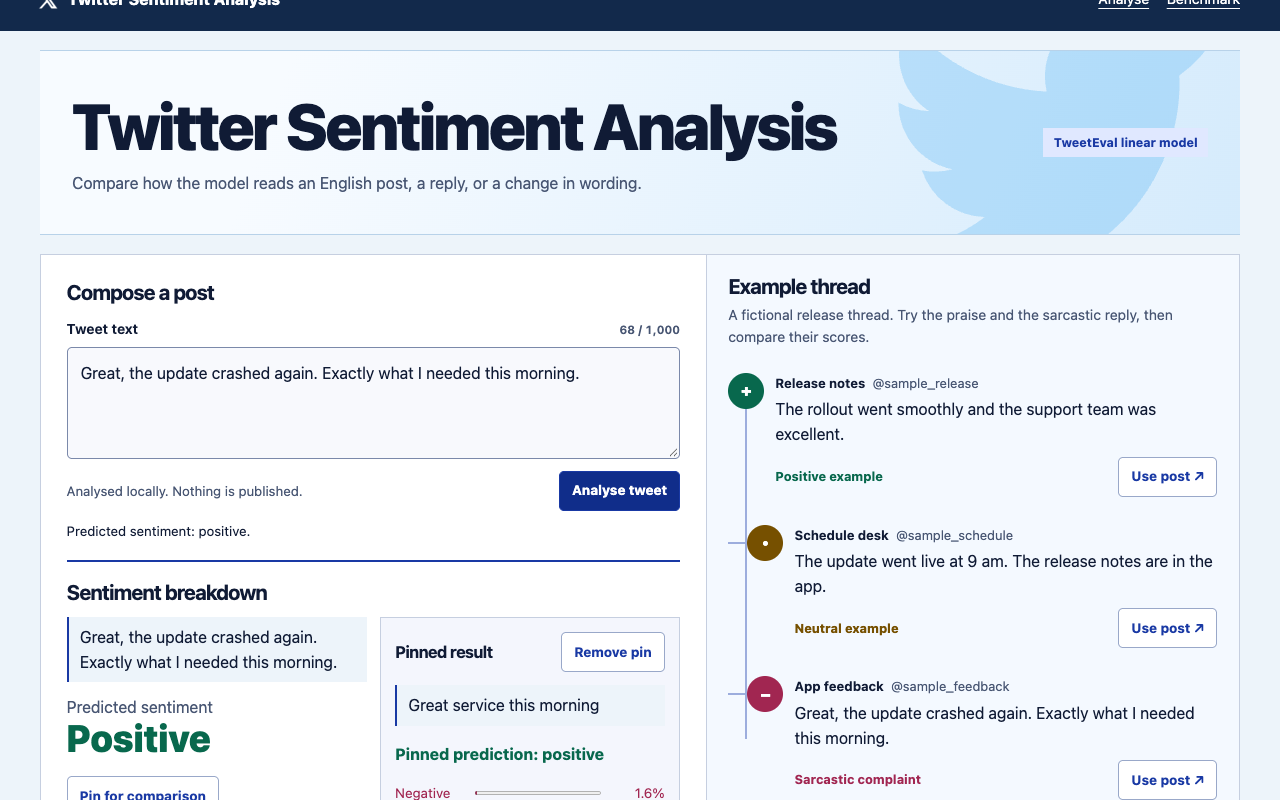 Twitter Sentiment Analysis
Analyse Benchmark
Twitter Sentiment Analysis
Compare how the model reads an English post, a reply, or a change in wording.
TweetEval linear model
Compose a post
Tweet text
68 / 1,000
Great, the update crashed again. Exactly what I needed this morning.
Analysed locally. Nothing is published.
Analyse tweet
Predicted sentiment: positive.
Sentiment breakdown
Great, the update crashed again.
Exactly what I needed this morning.
Predicted sentiment
Positive
Pin for comparison
Pinned result
Remove pin
Great service this morning
Pinned prediction: positive
Negative 1.6%
Example thread
A fictional release thread. Try the praise and the sarcastic reply, then
compare their scores.
Release notes @sample_release
The rollout went smoothly and the support team was
excellent.
Positive example
Use post ↗
Schedule desk @sample_schedule
The update went live at 9 am. The release notes are in the
app.
Neutral example
Use post ↗
App feedback @sample_feedback
Great, the update crashed again. Exactly what I needed
this morning.
Sarcastic complaint
Use post ↗